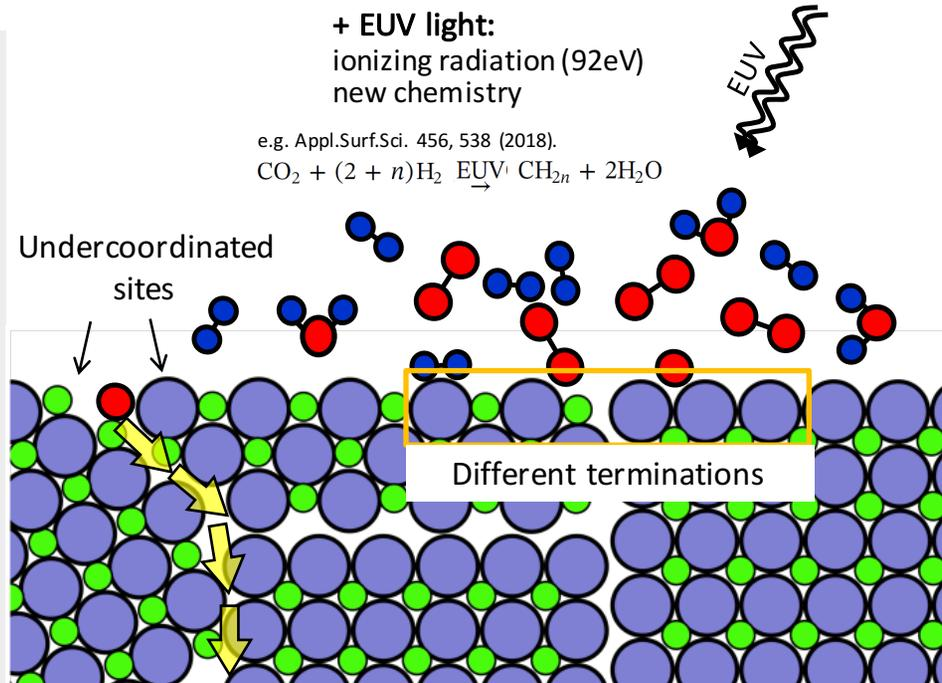 + EUV light:
ionizing radiation (92eV)
new chemistry
e.g. Appl.Surf.Sci. 456, 538 (2018).
CO₂ + (2 + n)H₂ EUV→ CH₂ₙ + 2H₂O
EUV
Undercoordinated
sites
Different terminations